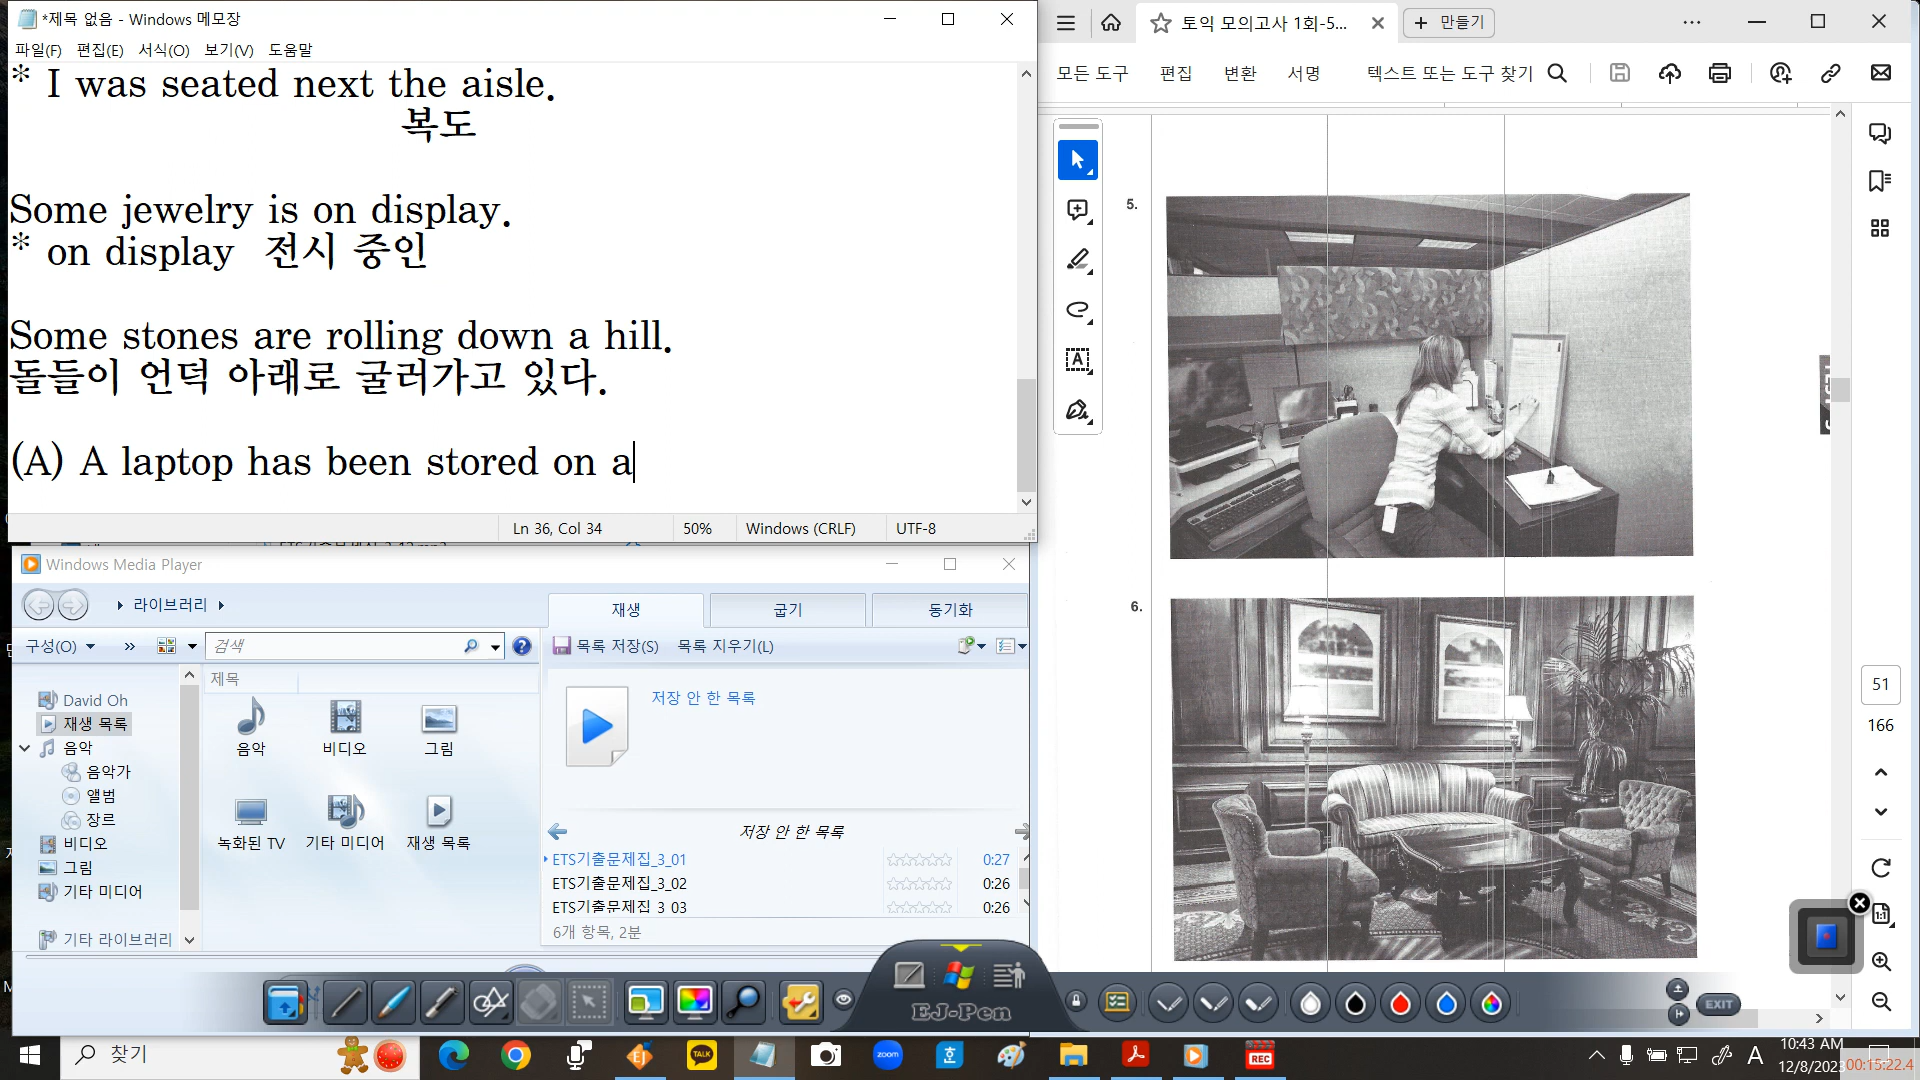 *제목 없음 - Windows 메모장
파일(F) 편집(E) 서식(O) 보기(V) 도움말
* I was seated next the aisle.
복도
Some jewelry is on display.
* on display 전시 중인
Some stones are rolling down a hill.
돌들이 언덕 아래로 굴러가고 있다.
(A) A laptop has been stored on a
Ln 36, Col 34 50% Windows (CRLF) UTF-8
Windows Media Player
라이브러리
재생 굽기 동기화
구성(O) » 검색
목록 저장(S) 목록 지우기(L)
제목
David Oh
재생 목록
음악
음악가
앨범
장르
비디오
그림
기타 미디어
기타 라이브러리
음악 비디오 그림
녹화된 TV 기타 미디어 재생 목록
저장 안 한 목록
저장 안 한 목록
ETS기출문제집_3_01 0:27
ETS기출문제집_3_02 0:26
ETS기출문제집_3_03 0:26
6개 항목, 2분
토익 모의고사 1회-5...
+ 만들기
모든 도구 편집 변환 서명 텍스트 또는 도구 찾기
5.
6.
51
166
EJ-Pen
EXIT
찾기
TALK
zoom
REC
A
10:43 AM
12/8/2023
00:15:22.4